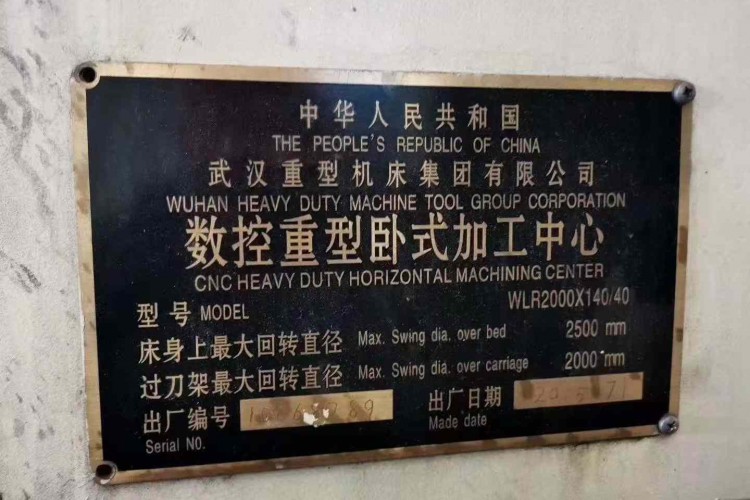 中华人民共和国
THE PEOPLE'S REPUBLIC OF CHINA
武汉重型机床集团有限公司
WUHAN HEAVY DUTY MACHINE TOOL GROUP CORPORATION
数控重型卧式加工中心
CNC HEAVY DUTY HORIZONTAL MACHINING CENTER
型号 MODEL WLR2000X140/40
床身上最大回转直径 Max. Swing dia. over bed 2500 mm
过刀架最大回转直径 Max. Swing dia. over carriage 2000 mm
出厂编号 出厂日期
Serial NO. Made date